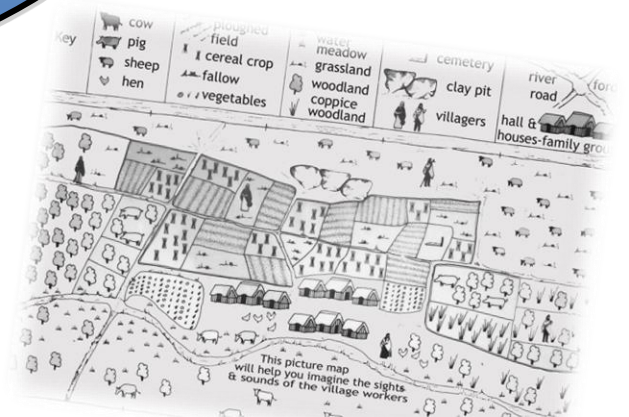 Key
cow
pig
sheep
hen
ploughed
field
cereal crop
fallow
vegetables
water
meadow
grassland
woodland
coppice
woodland
cemetery
clay pit
villagers
river
road
ford
hall &
houses-family
This picture map
will help you imagine the sights
& sounds of the village workers